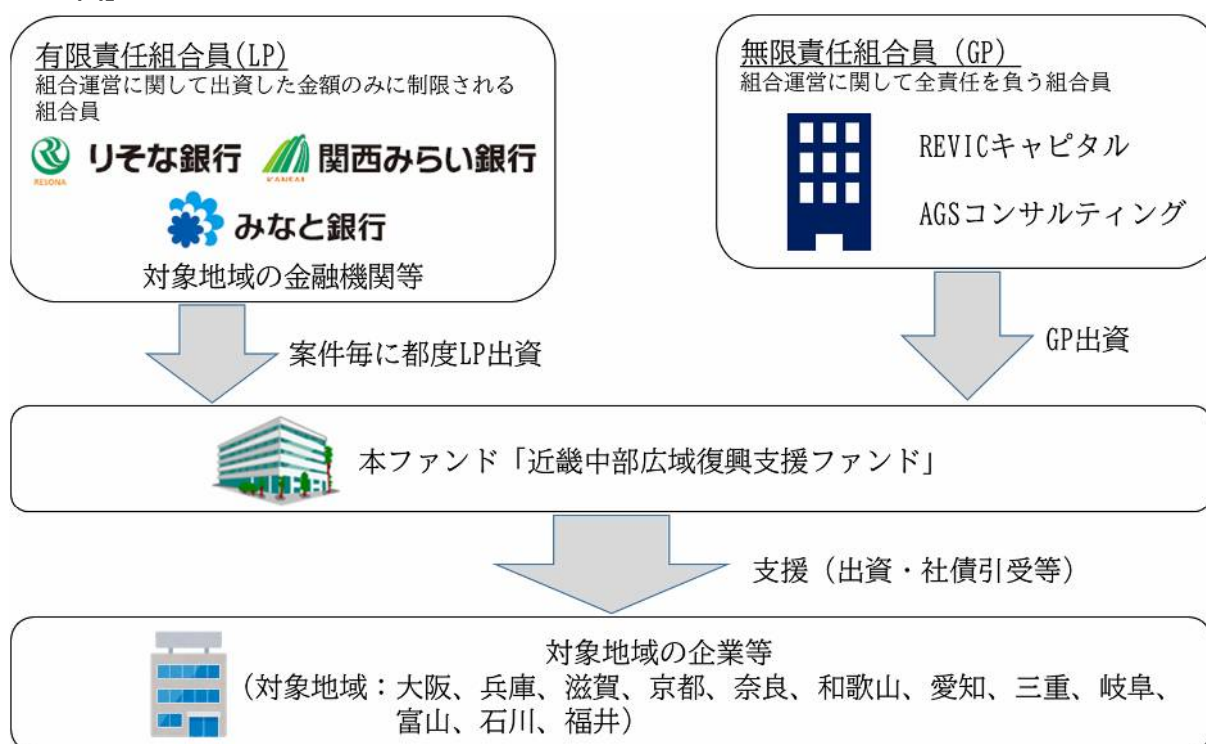 有限責任組合員(LP)
組合運営に関して出資した金額のみに制限される
組合員
RESONA
りそな銀行
KANSAI
関西みらい銀行
みなと銀行
対象地域の金融機関等
無限責任組合員（GP）
組合運営に関して全責任を負う組合員
REVICキャピタル
AGSコンサルティング
案件毎に都度LP出資
GP出資
本ファンド「近畿中部広域復興支援ファンド」
支援（出資・社債引受等）
対象地域の企業等
（対象地域：大阪、兵庫、滋賀、京都、奈良、和歌山、愛知、三重、岐阜、
富山、石川、福井）